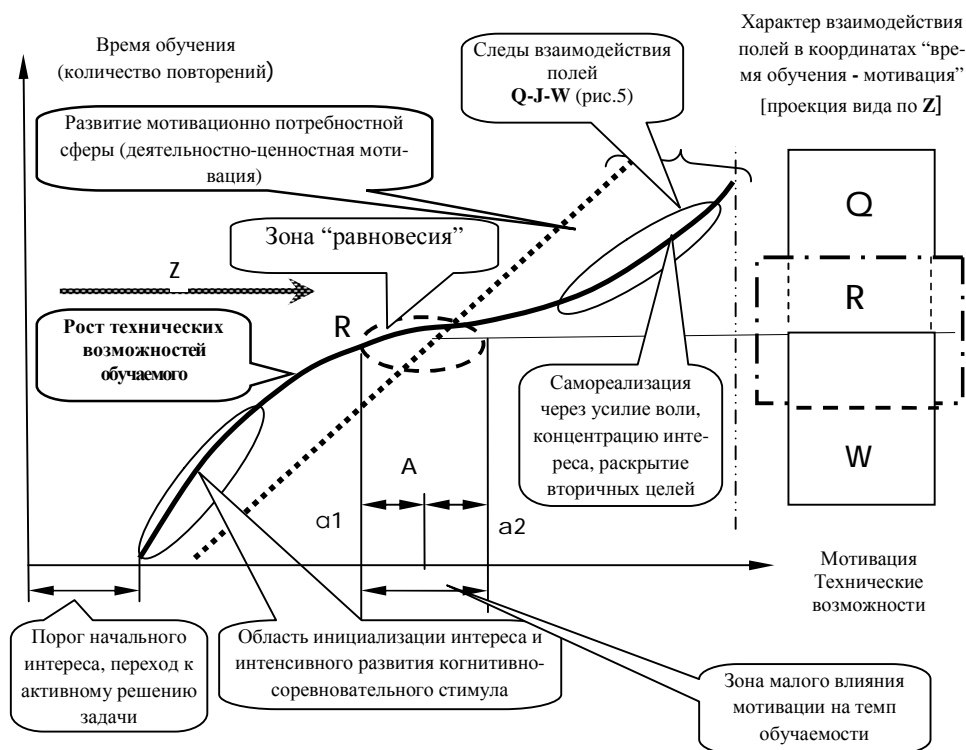 Время обучения
(количество повторений)
Следы взаимодействия
полей
Q-J-W (рис.5)
Характер взаимодействия
полей в координатах “вре-
мя обучения - мотивация”
[проекция вида по Z]
Развитие мотивационно потребностной
сферы (деятельностно-ценностная моти-
вация)
Зона “равновесия”
Z
Рост технических
возможностей
обучаемого
R
Q
R
W
Самореализация
через усилие воли,
концентрацию инте-
реса, раскрытие
вторичных целей
A
a1
a2
Мотивация
Технические
возможности
Порог начального
интереса, переход к
активному решению
задачи
Область инициализации интереса и
интенсивного развития когнитивно-
соревновательного стимула
Зона малого влияния
мотивации на темп
обучаемости